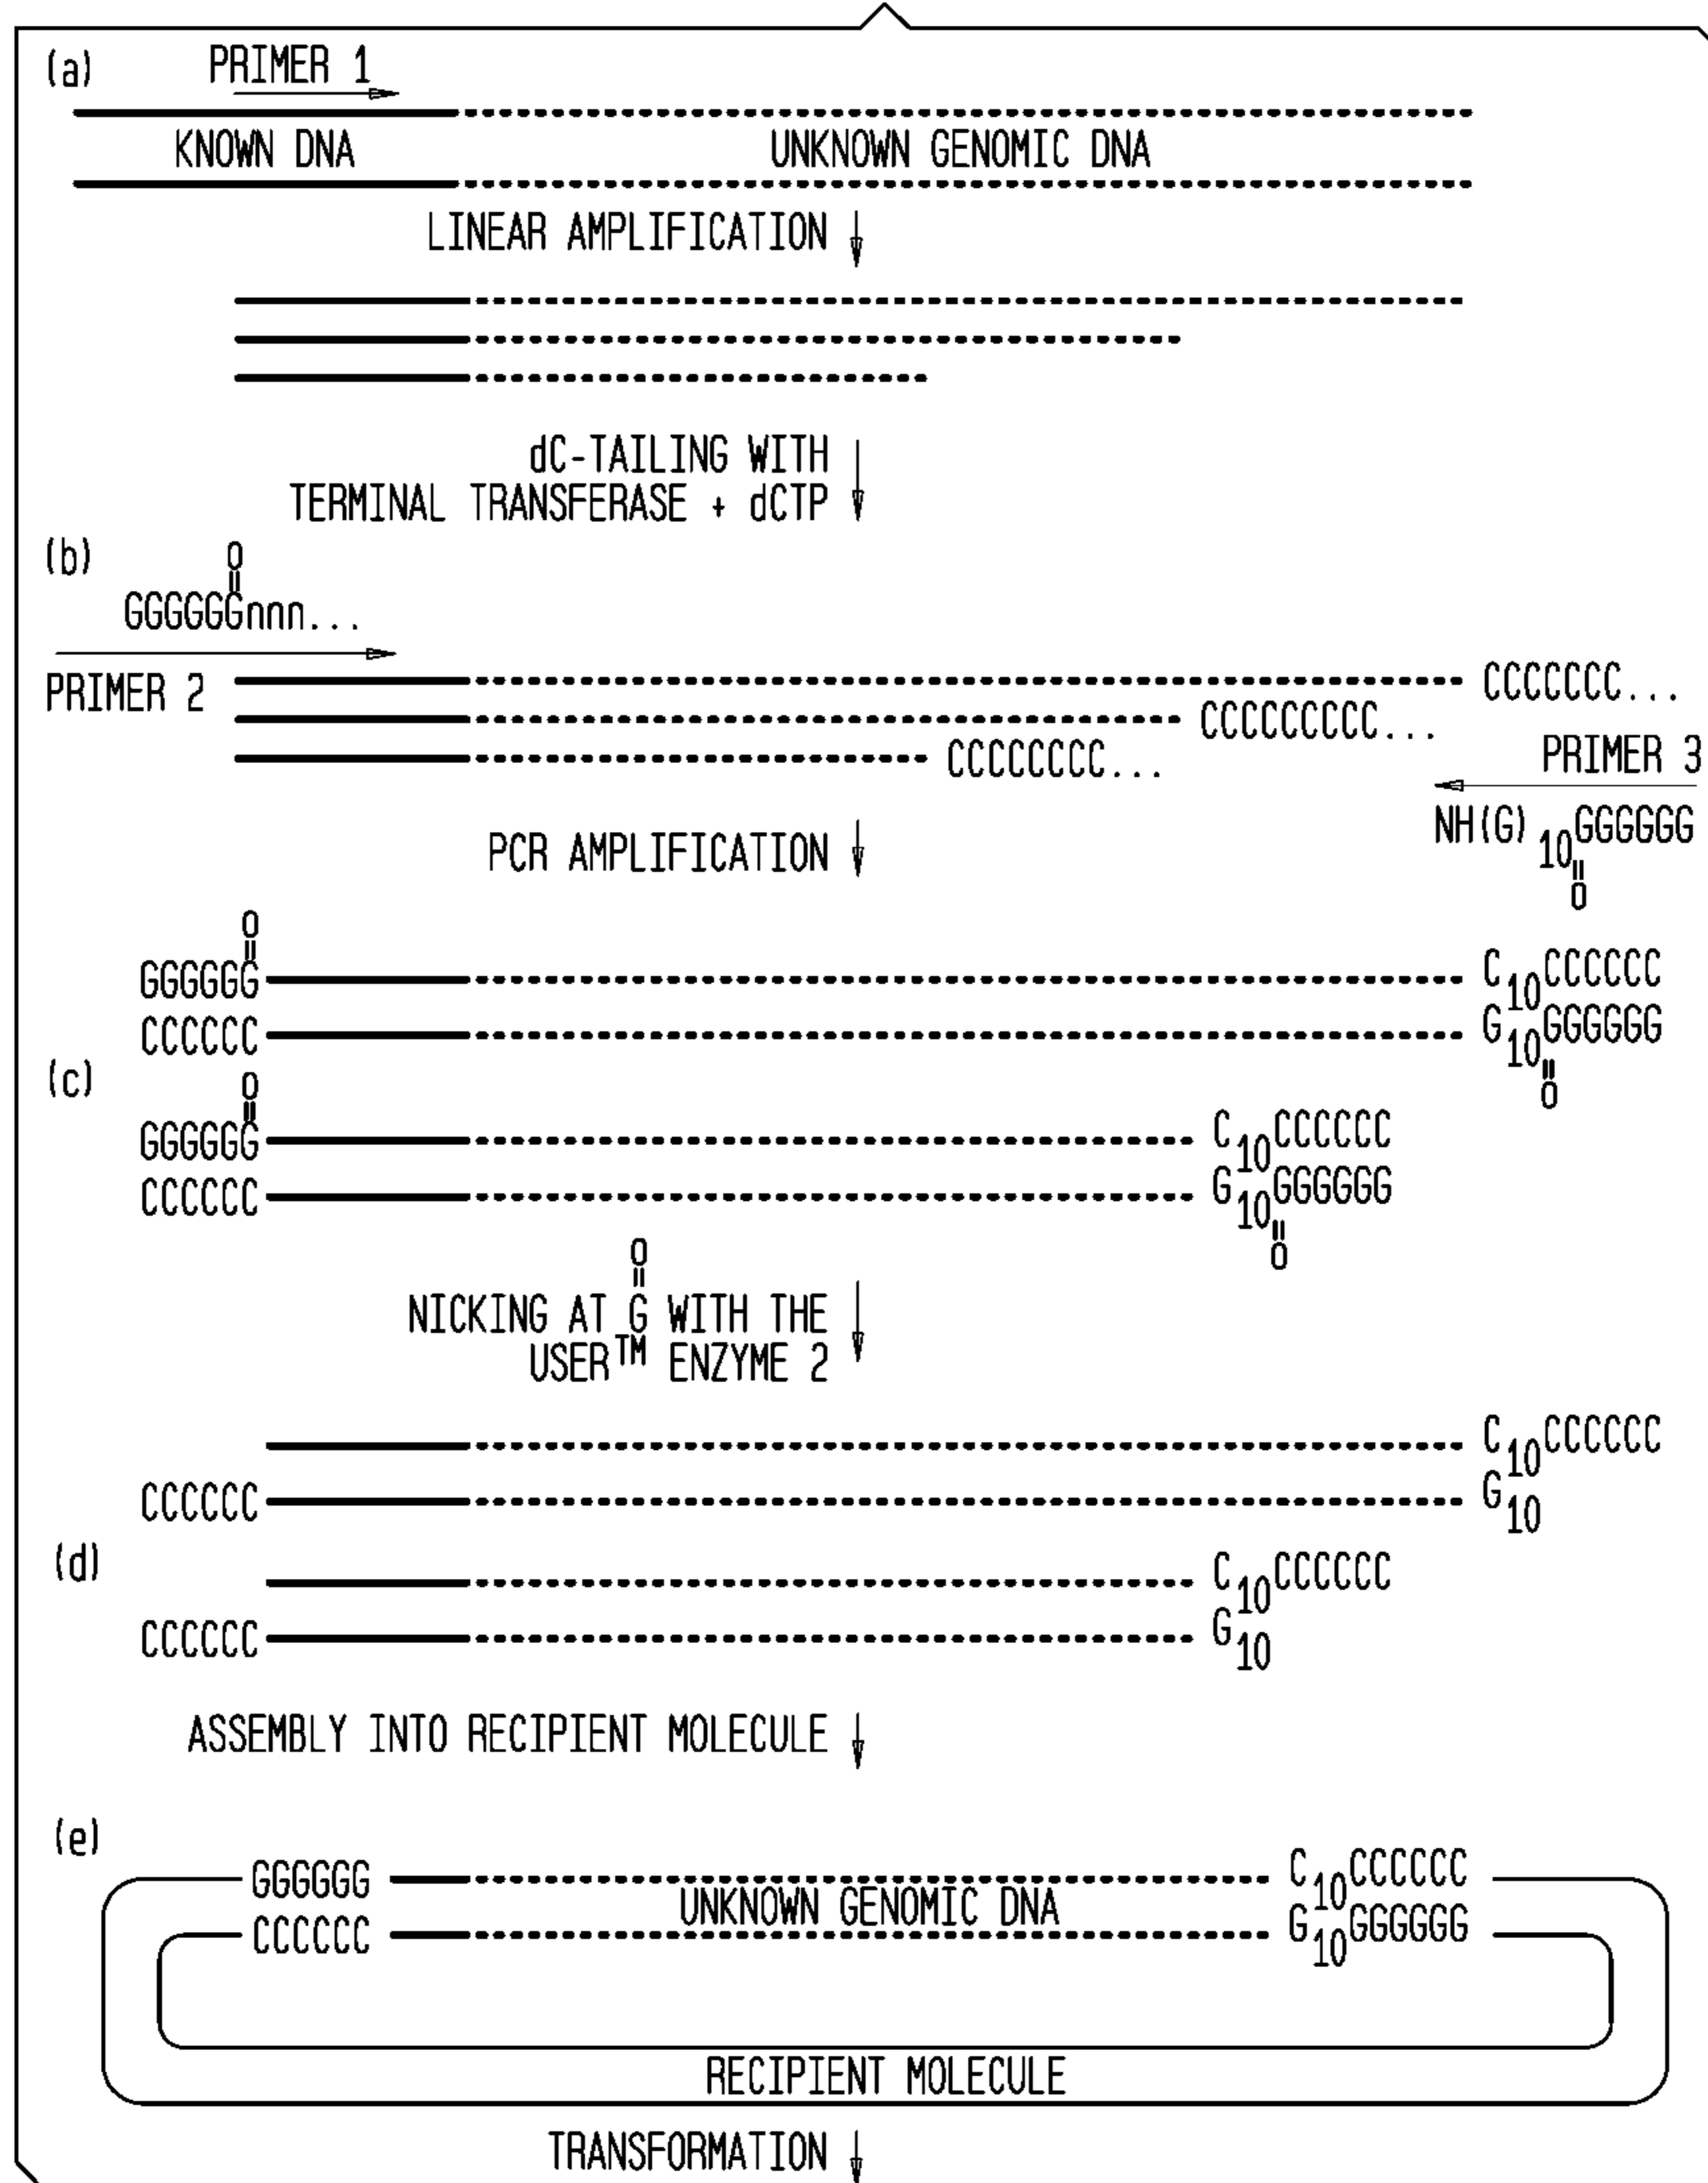 (a)
PRIMER 1
KNOWN DNA
UNKNOWN GENOMIC DNA
LINEAR AMPLIFICATION
dC-TAILING WITH
TERMINAL TRANSFERASE + dCTP
(b)
O
GGGGGGnnn...
PRIMER 2
CCCCCCC...
CCCCCCCCC...
CCCCCCCC...
PRIMER 3
NH(G)10GGGGGG
O
PCR AMPLIFICATION
O
GGGGGG
C10CCCCCC
CCCCCC
G10GGGGGG
O
(c)
O
GGGGGG
C10CCCCCC
CCCCCC
G10GGGGGG
O
O
NICKING AT G WITH THE
USER™ ENZYME 2
C10CCCCCC
CCCCCC
G10
(d)
C10CCCCCC
CCCCCC
G10
ASSEMBLY INTO RECIPIENT MOLECULE
(e)
GGGGGG
C10CCCCCC
UNKNOWN GENOMIC DNA
CCCCCC
G10GGGGGG
RECIPIENT MOLECULE
TRANSFORMATION